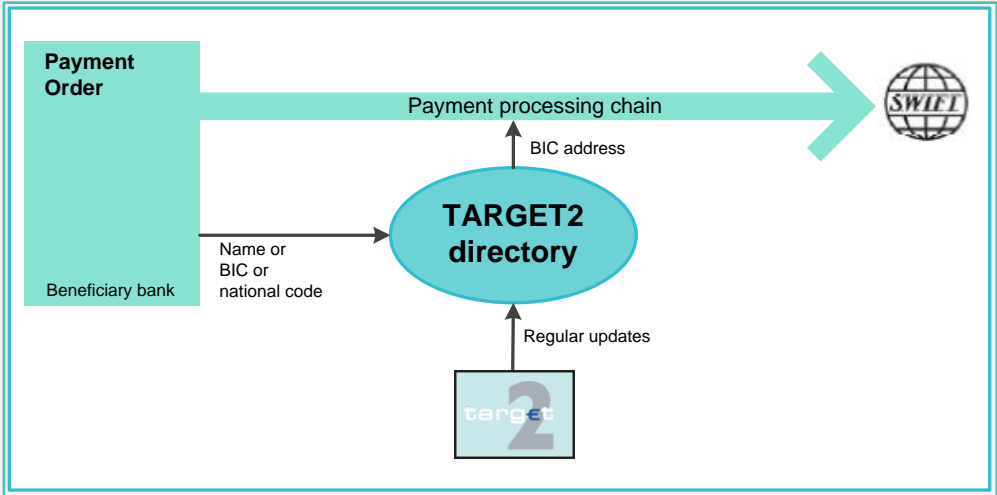 Payment
Order
Payment processing chain
SWIFT
BIC address
TARGET2
directory
Name or
BIC or
national code
Beneficiary bank
Regular updates
target
2